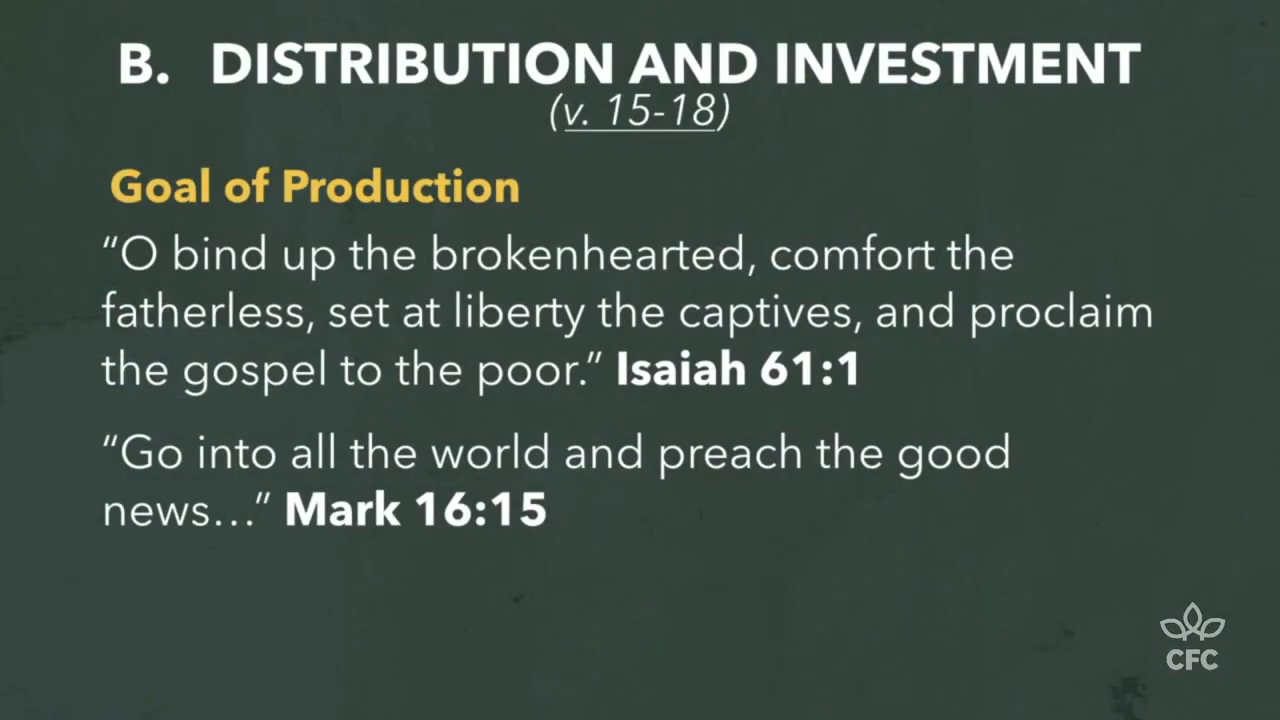 B. DISTRIBUTION AND INVESTMENT
(v. 15-18)
Goal of Production
“O bind up the brokenhearted, comfort the
fatherless, set at liberty the captives, and proclaim
the gospel to the poor.” Isaiah 61:1
“Go into all the world and preach the good
news…” Mark 16:15
CFC